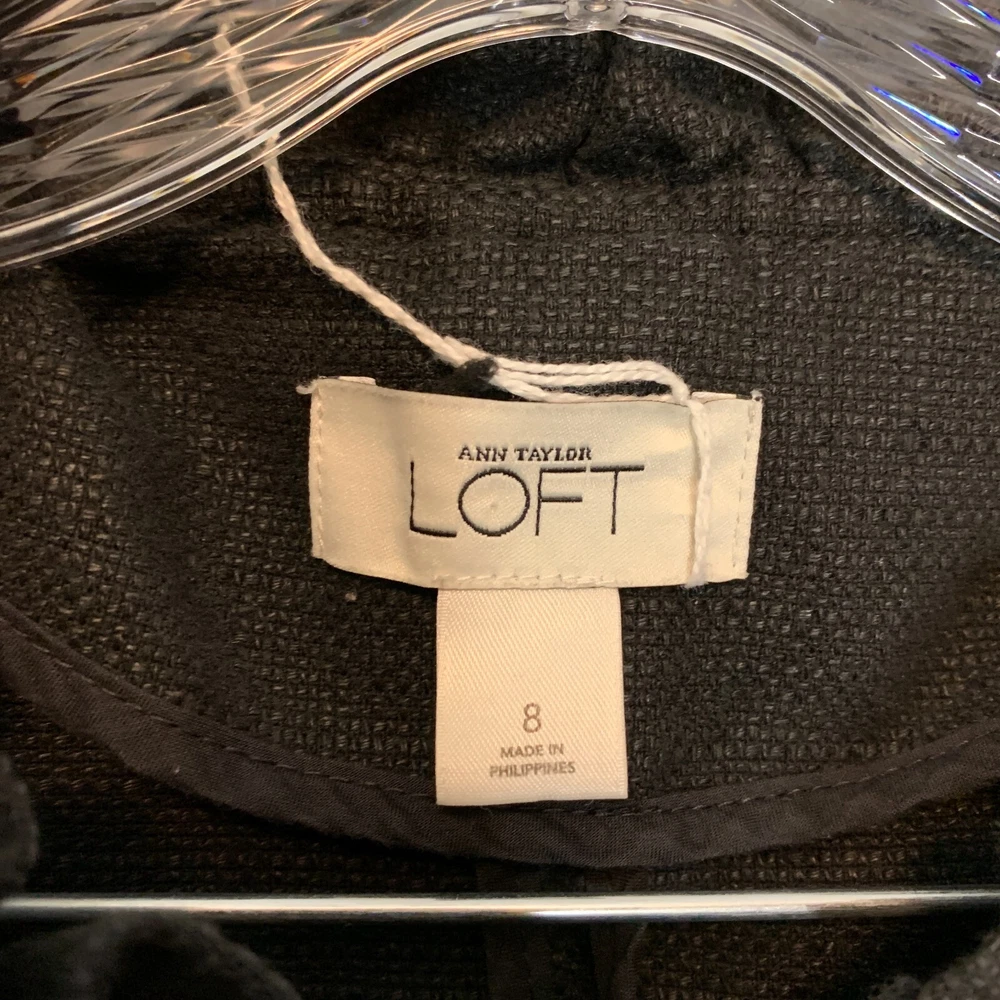 ANN TAYLOR
LOFT
8
MADE IN
PHILIPPINES